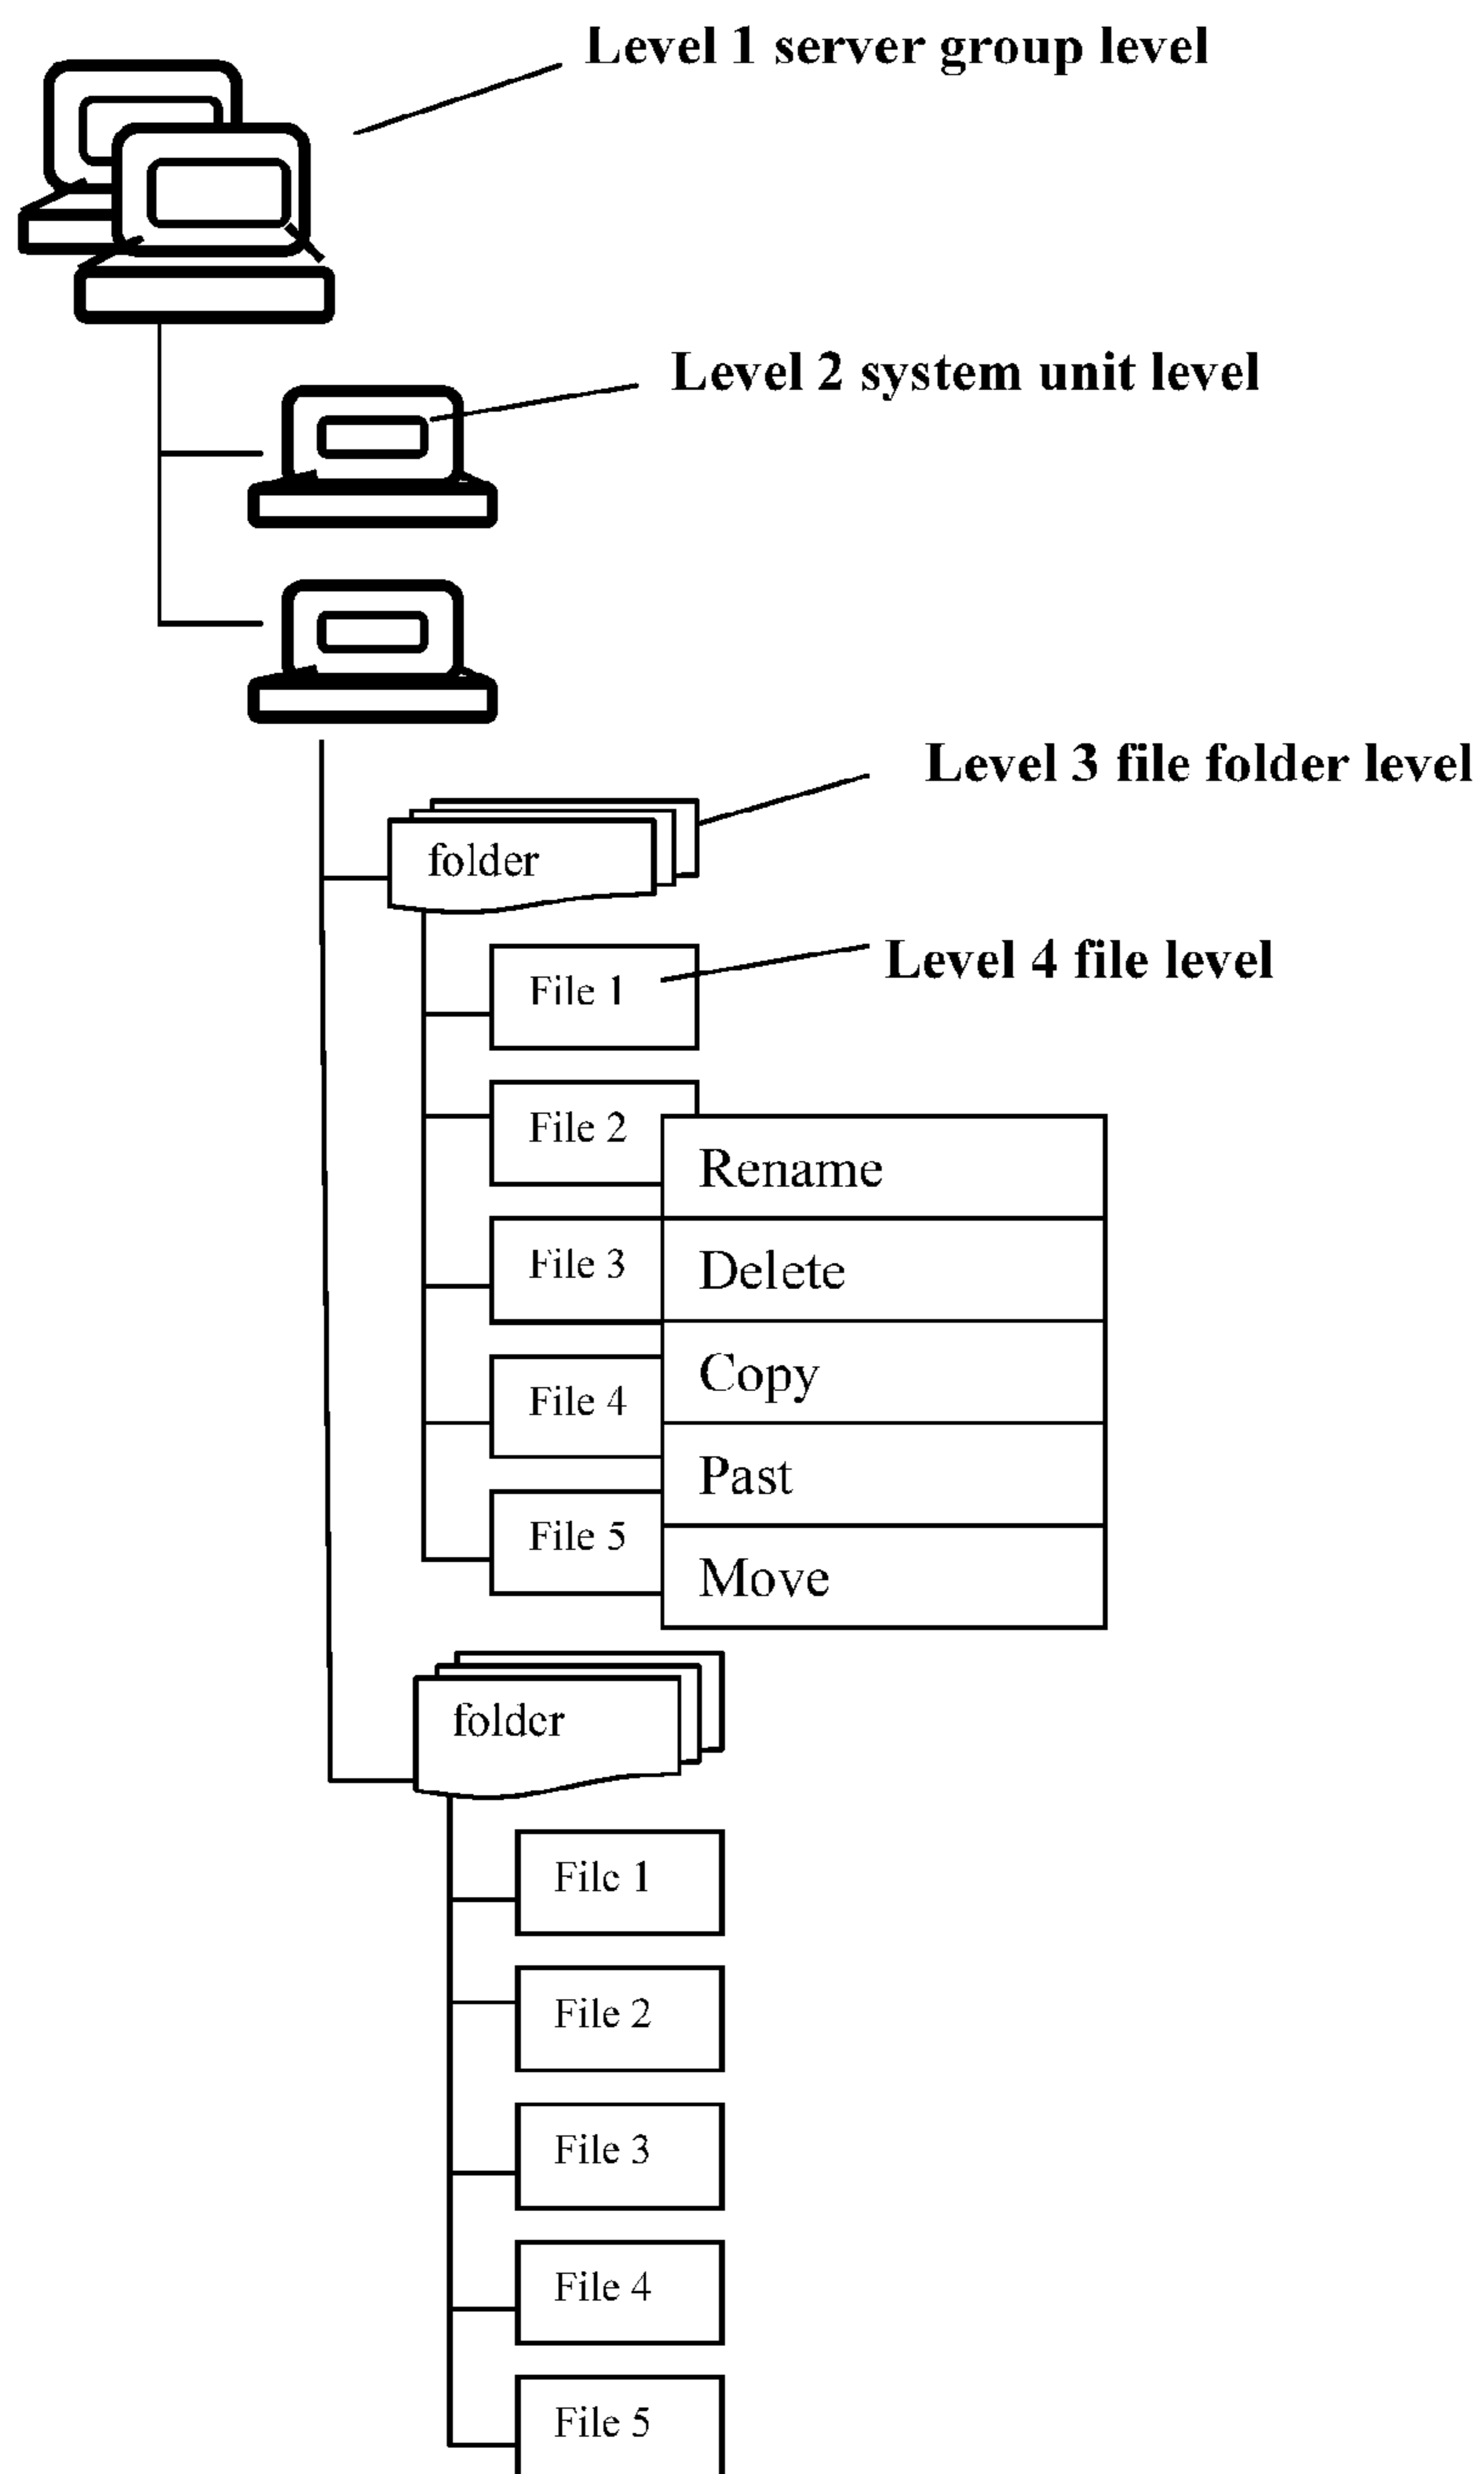 Level 1 server group level
Level 2 system unit level
Level 3 file folder level
folder
Level 4 file level
File 1
File 2
Rename
File 3
Delete
Copy
File 4
Past
File 5
Move
folder
File 1
File 2
File 3
File 4
File 5